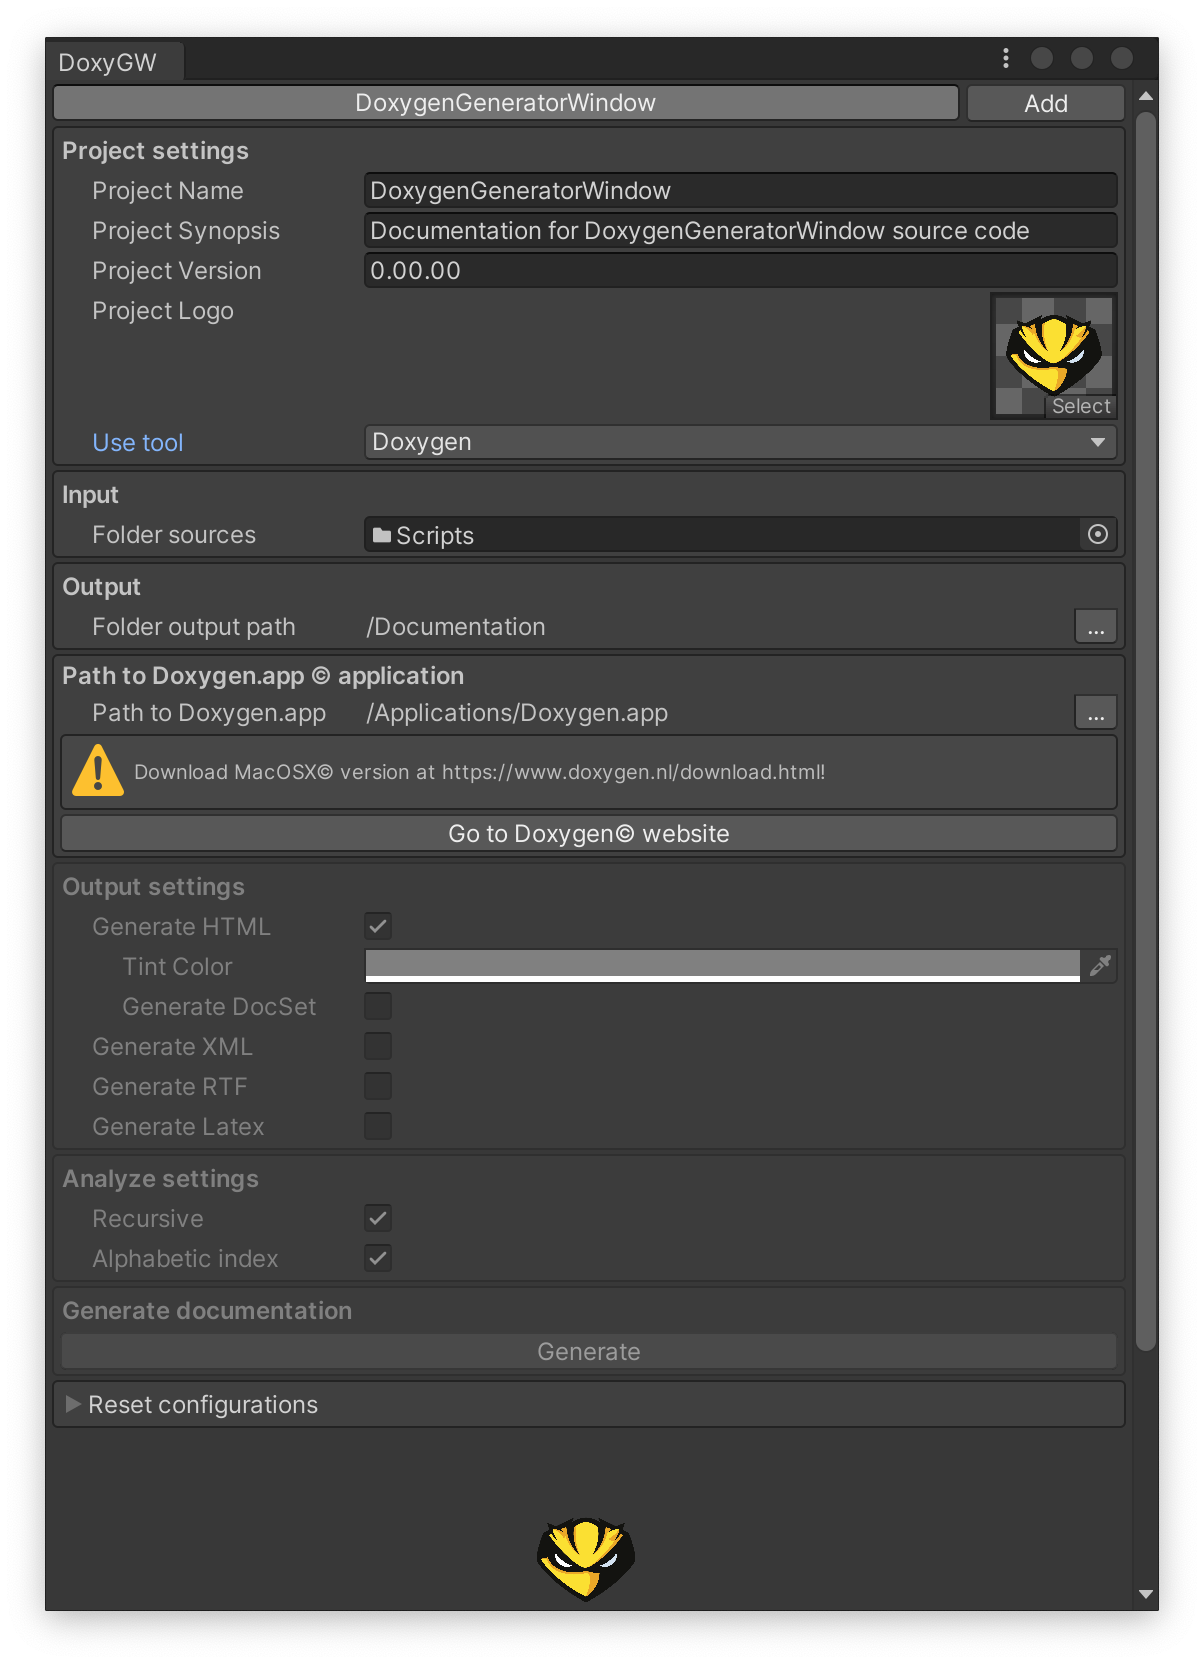 DoxyGW
DoxygenGeneratorWindow Add
Project settings
Project Name DoxygenGeneratorWindow
Project Synopsis Documentation for DoxygenGeneratorWindow source code
Project Version 0.00.00
Project Logo
Select
Use tool Doxygen
Input
Folder sources Scripts
Output
Folder output path /Documentation ...
Path to Doxygen.app © application
Path to Doxygen.app /Applications/Doxygen.app ...
Download MacOSX© version at https://www.doxygen.nl/download.html!
Go to Doxygen© website
Output settings
Generate HTML
Tint Color
Generate DocSet
Generate XML
Generate RTF
Generate Latex
Analyze settings
Recursive
Alphabetic index
Generate documentation
Generate
Reset configurations